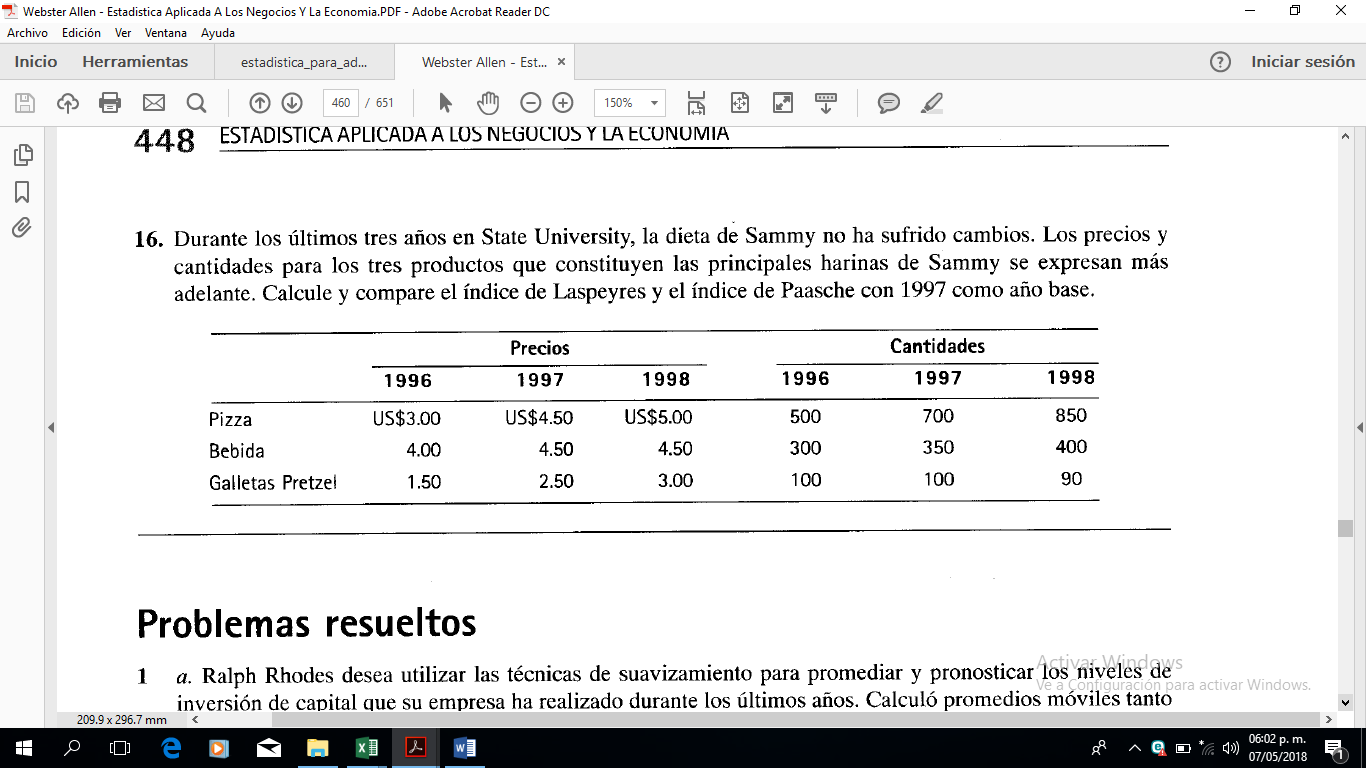 Webster Allen - Estadistica Aplicada A Los Negocios Y La Economia.PDF - Adobe Acrobat Reader DC
Archivo Edición Ver Ventana Ayuda
Inicio Herramientas estadistica_para_ad... Webster Allen - Est... × ? Iniciar sesión
460 / 651 150%
448 ESTADISTICA APLICADA A LOS NEGOCIOS Y LA ECONOMIA
16. Durante los últimos tres años en State University, la dieta de Sammy no ha sufrido cambios. Los precios y
cantidades para los tres productos que constituyen las principales harinas de Sammy se expresan más
adelante. Calcule y compare el índice de Laspeyres y el índice de Paasche con 1997 como año base.
Precios Cantidades
1996 1997 1998 1996 1997 1998
Pizza US$3.00 US$4.50 US$5.00 500 700 850
Bebida 4.00 4.50 4.50 300 350 400
Galletas Pretzel 1.50 2.50 3.00 100 100 90
Problemas resueltos
1 a. Ralph Rhodes desea utilizar las técnicas de suavizamiento para promediar y pronosticar los niveles de
inversión de capital que su empresa ha realizado durante los últimos años. Calculó promedios móviles tanto
Activar Windows
Ve a Configuración para activar Windows.
209.9 x 296.7 mm
06:02 p. m.
07/05/2018
1